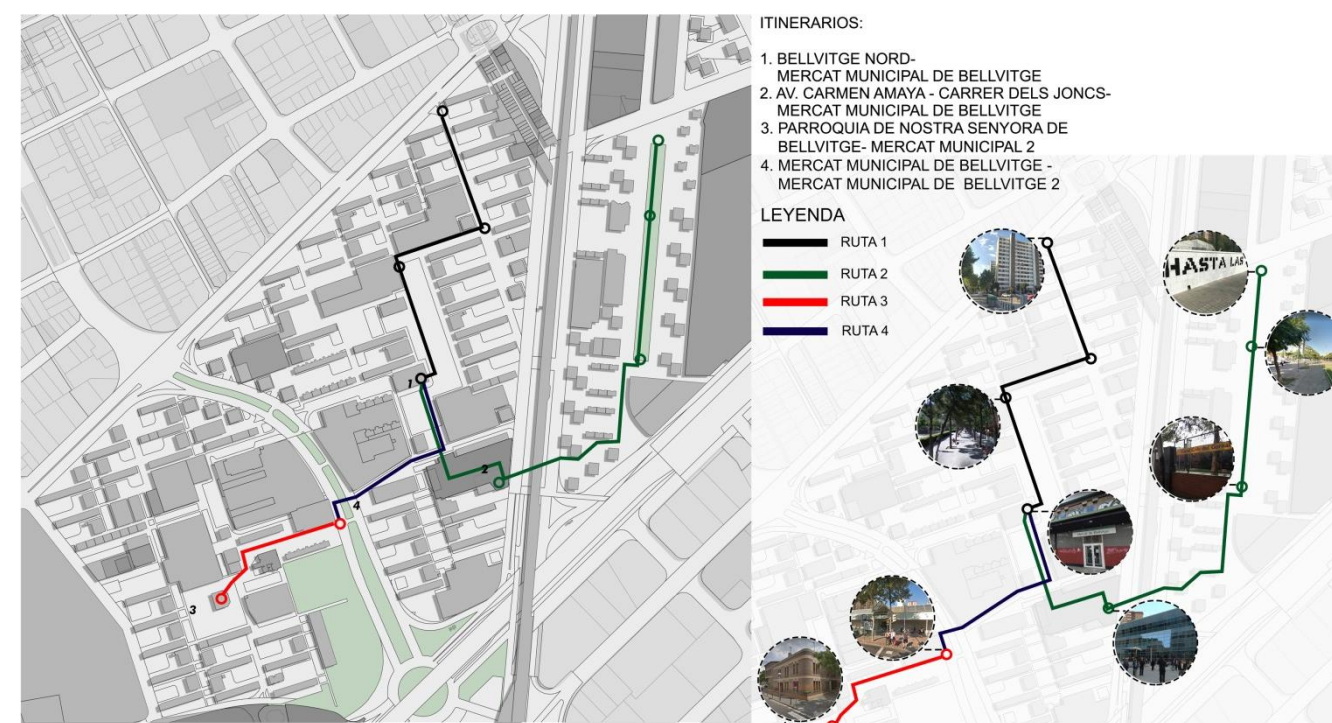 ITINERARIOS:
1. BELLVITGE NORD-
MERCAT MUNICIPAL DE BELLVITGE
2. AV. CARMEN AMAYA - CARRER DELS JONCS-
MERCAT MUNICIPAL DE BELLVITGE
3. PARROQUIA DE NOSTRA SENYORA DE
BELLVITGE- MERCAT MUNICIPAL 2
4. MERCAT MUNICIPAL DE BELLVITGE -
MERCAT MUNICIPAL DE BELLVITGE 2
LEYENDA
RUTA 1
RUTA 2
RUTA 3
RUTA 4
1
2
3
4
HASTA LAS